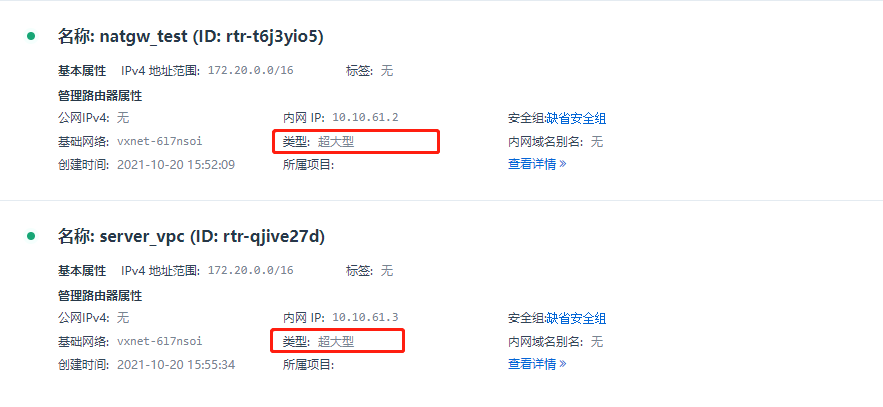 名称: natgw_test (ID: rtr-t6j3yio5)
基本属性 IPv4 地址范围: 172.20.0.0/16 标签: 无
管理路由器属性
公网IPv4: 无 内网 IP: 10.10.61.2 安全组:缺省安全组
基础网络: vxnet-6l7nsoi 类型: 超大型 内网域名别名: 无
创建时间: 2021-10-20 15:52:09 所属项目: 查看详情 »
名称: server_vpc (ID: rtr-qjive27d)
基本属性 IPv4 地址范围: 172.20.0.0/16 标签: 无
管理路由器属性
公网IPv4: 无 内网 IP: 10.10.61.3 安全组:缺省安全组
基础网络: vxnet-6l7nsoi 类型: 超大型 内网域名别名: 无
创建时间: 2021-10-20 15:55:34 所属项目: 查看详情 »